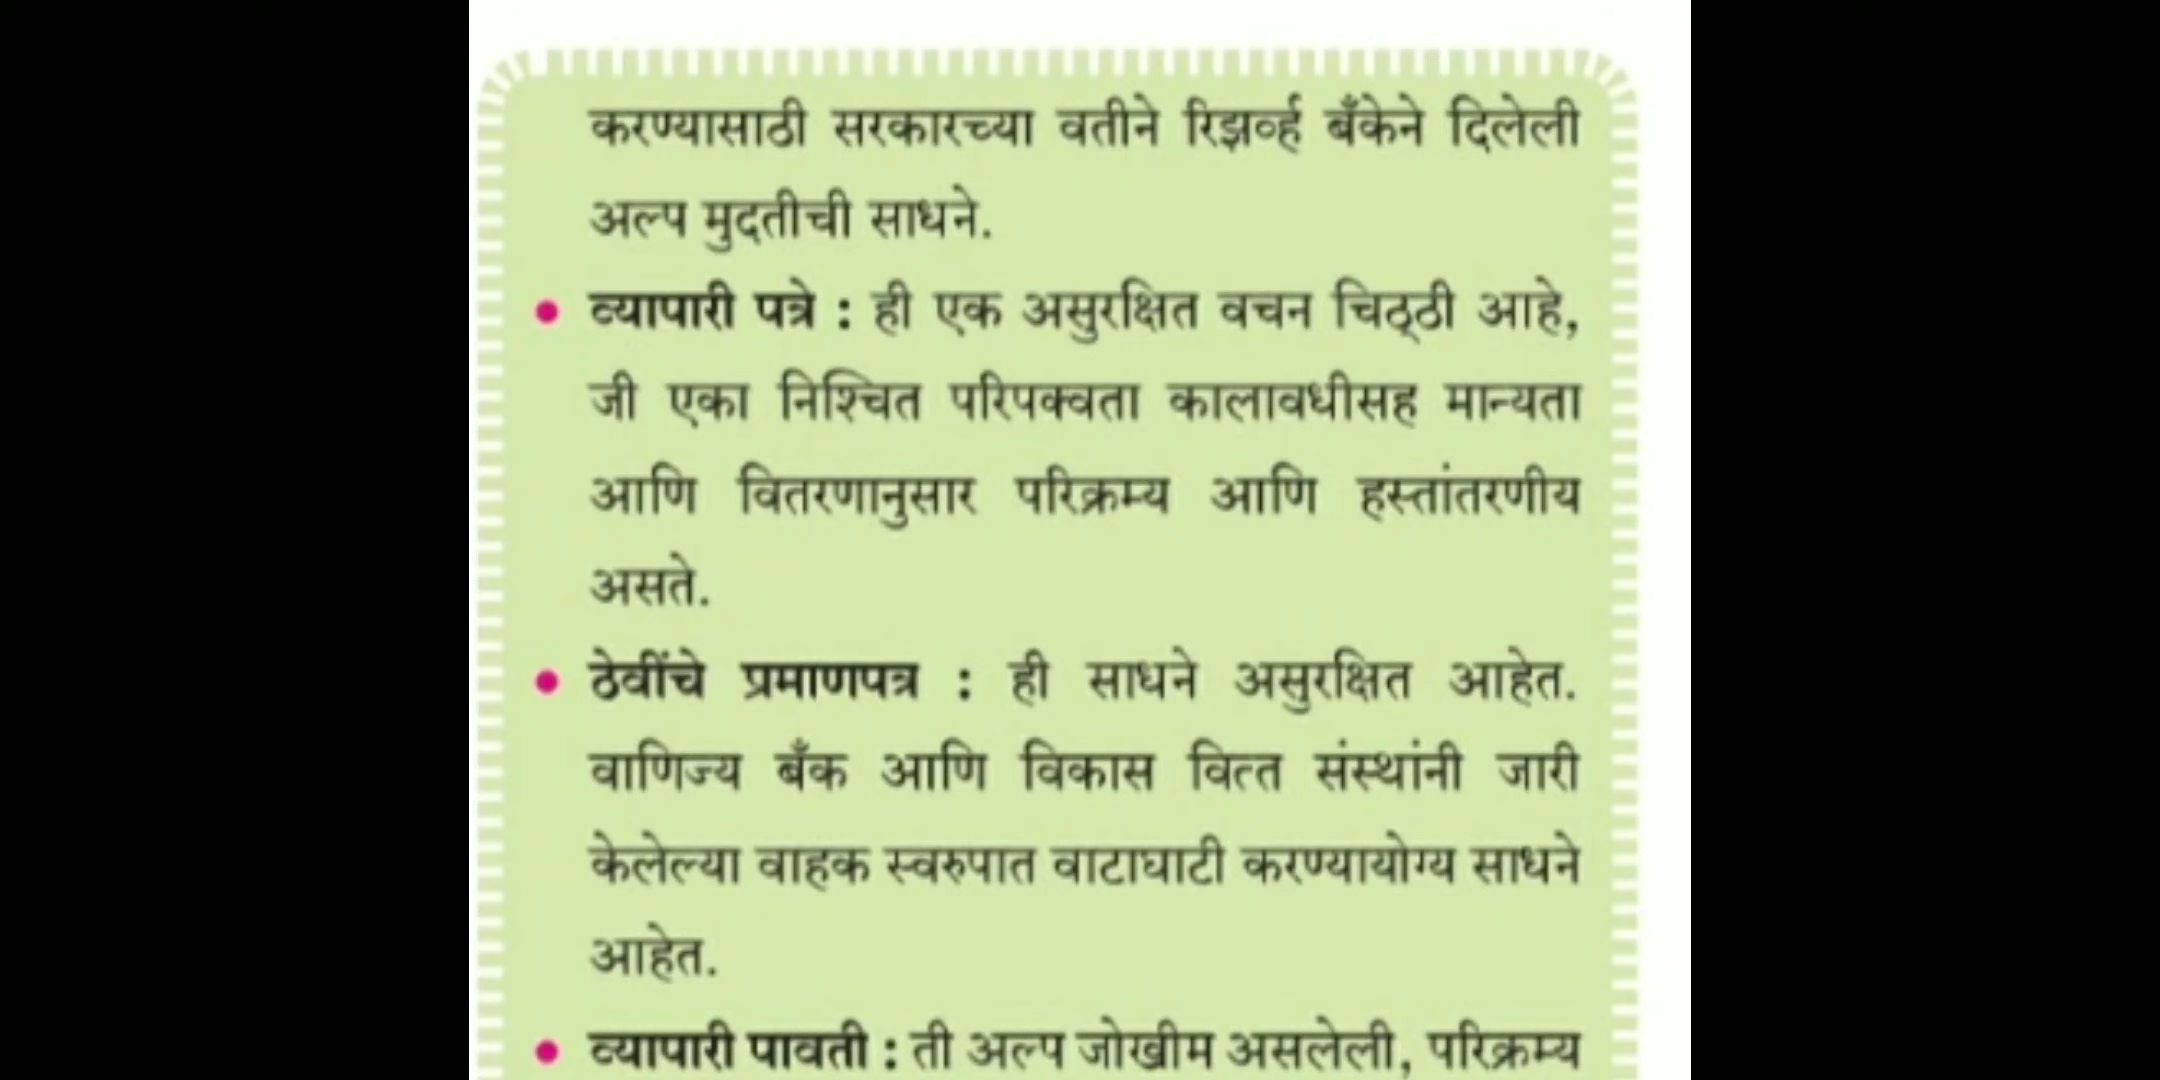 करण्यासाठी सरकारच्या वतीने रिझर्व्ह बँकेने दिलेली
अल्प मुदतीची साधने.
• व्यापारी पत्रे : ही एक असुरक्षित वचन चिठ्ठी आहे,
जी एका निश्चित परिपक्वता कालावधीसह मान्यता
आणि वितरणानुसार परिक्रम्य आणि हस्तांतरणीय
असते.
• ठेवींचे प्रमाणपत्र : ही साधने असुरक्षित आहेत.
वाणिज्य बँक आणि विकास वित्त संस्थांनी जारी
केलेल्या वाहक स्वरुपात वाटाघाटी करण्यायोग्य साधने
आहेत.
• व्यापारी पावती : ती अल्प जोखीम असलेली, परिक्रम्य